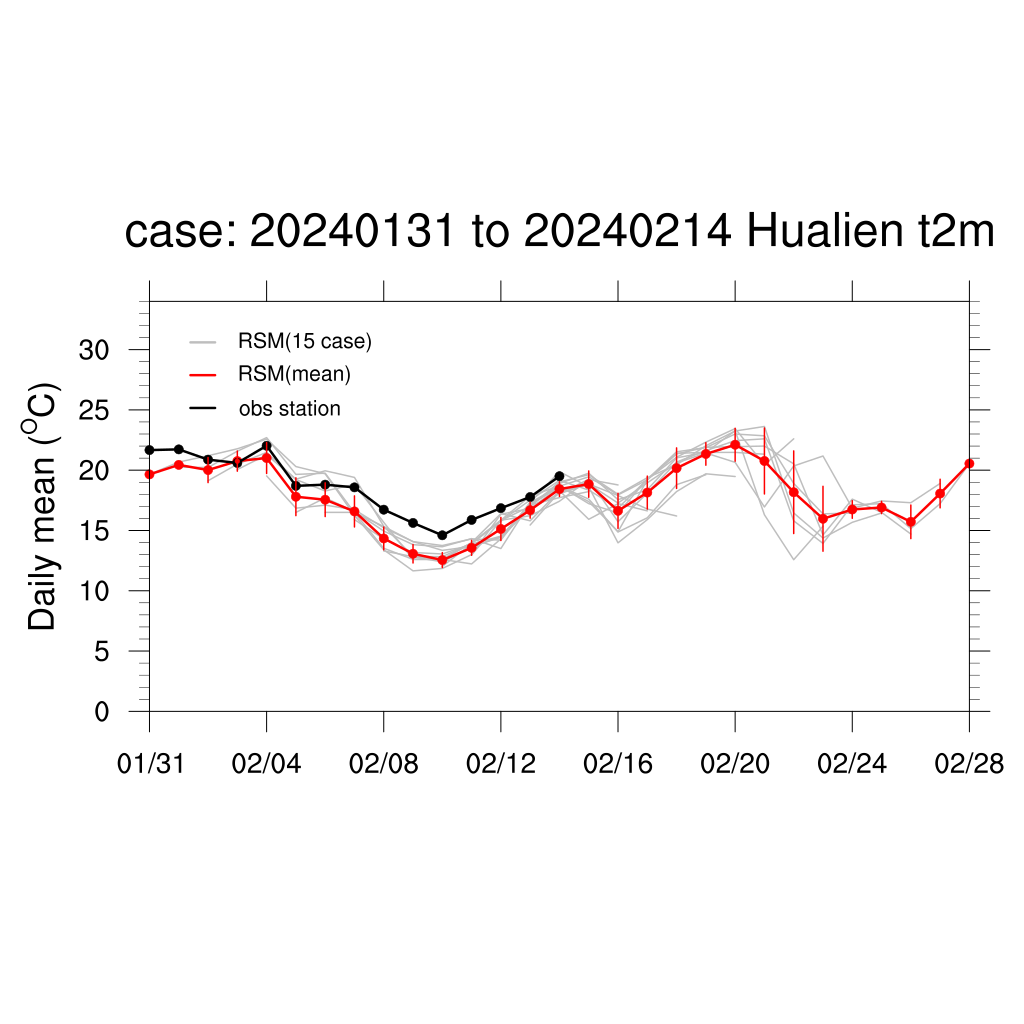 case: 20240131 to 20240214 Hualien t2m
RSM(15 case)
RSM(mean)
obs station
Daily mean (°C)
30
25
20
15
10
5
0
01/31 02/04 02/08 02/12 02/16 02/20 02/24 02/28